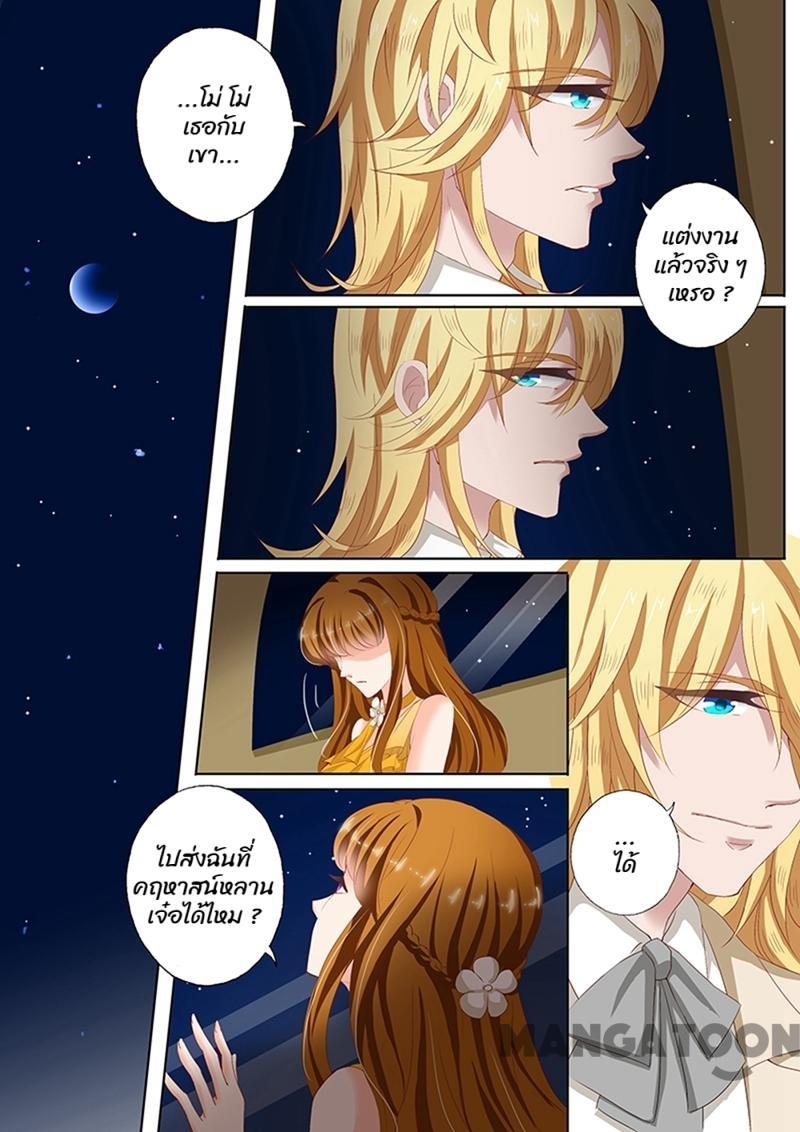 ...โม่ โม่
เธอกับ
เขา...
แต่งงาน
แล้วจริง ๆ
เหรอ ?
ไปส่งฉันที่
คฤหาสน์หลาน
เจ๋อได้ไหม ?
...
ได้
MANGATOON